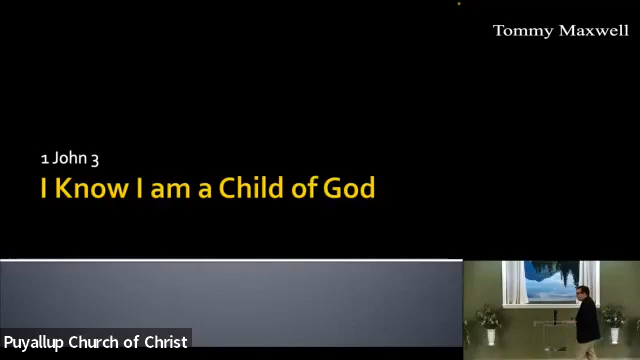 Tommy Maxwell
1 John 3
I Know I am a Child of God
Puyallup Church of Christ